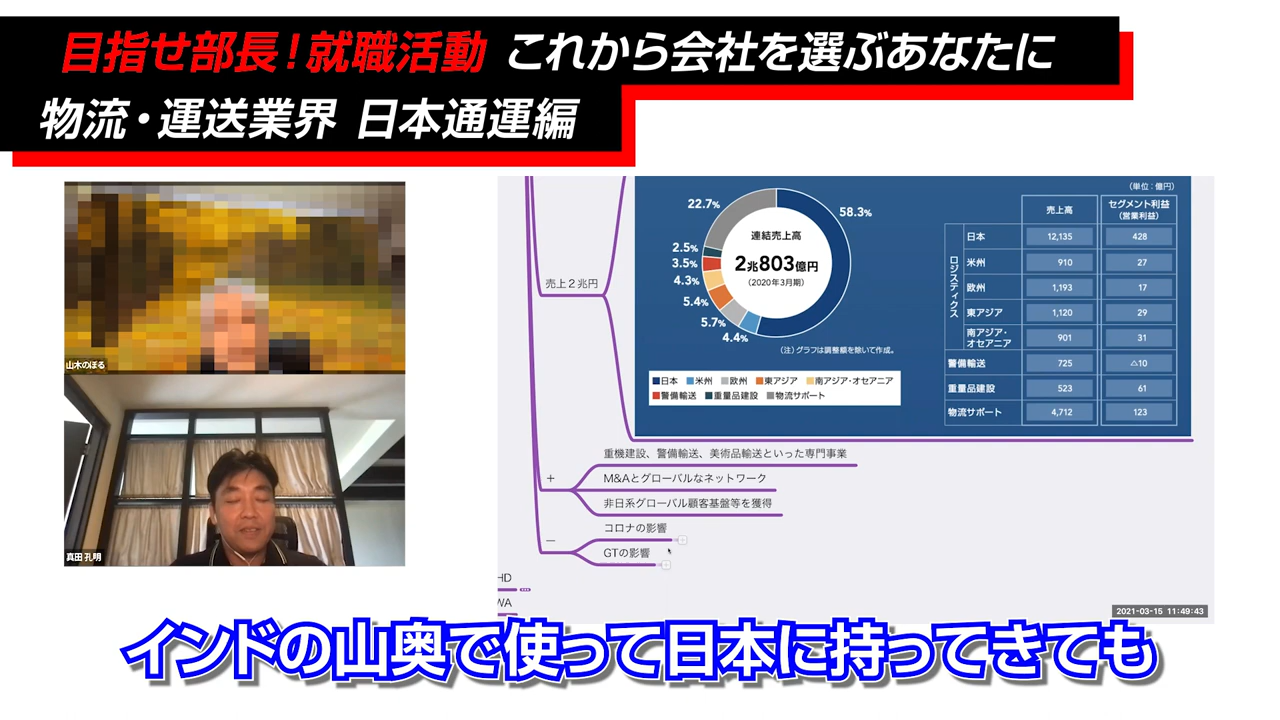 目指せ部長!就職活動 これから会社を選ぶあなたに
物流・運送業界 日本通運編
山木のぼる
真田 孔明
売上2兆円
22.7%
58.3%
2.5%
3.5%
4.3%
5.4%
5.7%
4.4%
連結売上高
2兆803億円
(2020年3月期)
(注)グラフは調整額を除いて作成。
日本 米州 欧州 東アジア 南アジア・オセアニア
警備輸送 重量品建設 物流サポート
(単位:億円)
売上高 セグメント利益
(営業利益)
ロジスティクス
日本 12,135 428
米州 910 27
欧州 1,193 17
東アジア 1,120 29
南アジア・
オセアニア 901 31
警備輸送 725 △10
重量品建設 523 61
物流サポート 4,712 123
+
重機建設、警備輸送、美術品輸送といった専門事業
M&Aとグローバルなネットワーク
非日系グローバル顧客基盤等を獲得
−
コロナの影響
GTの影響
HD
WA
2021-03-15 11:49:43
インドの山奥で使って日本に持ってきても